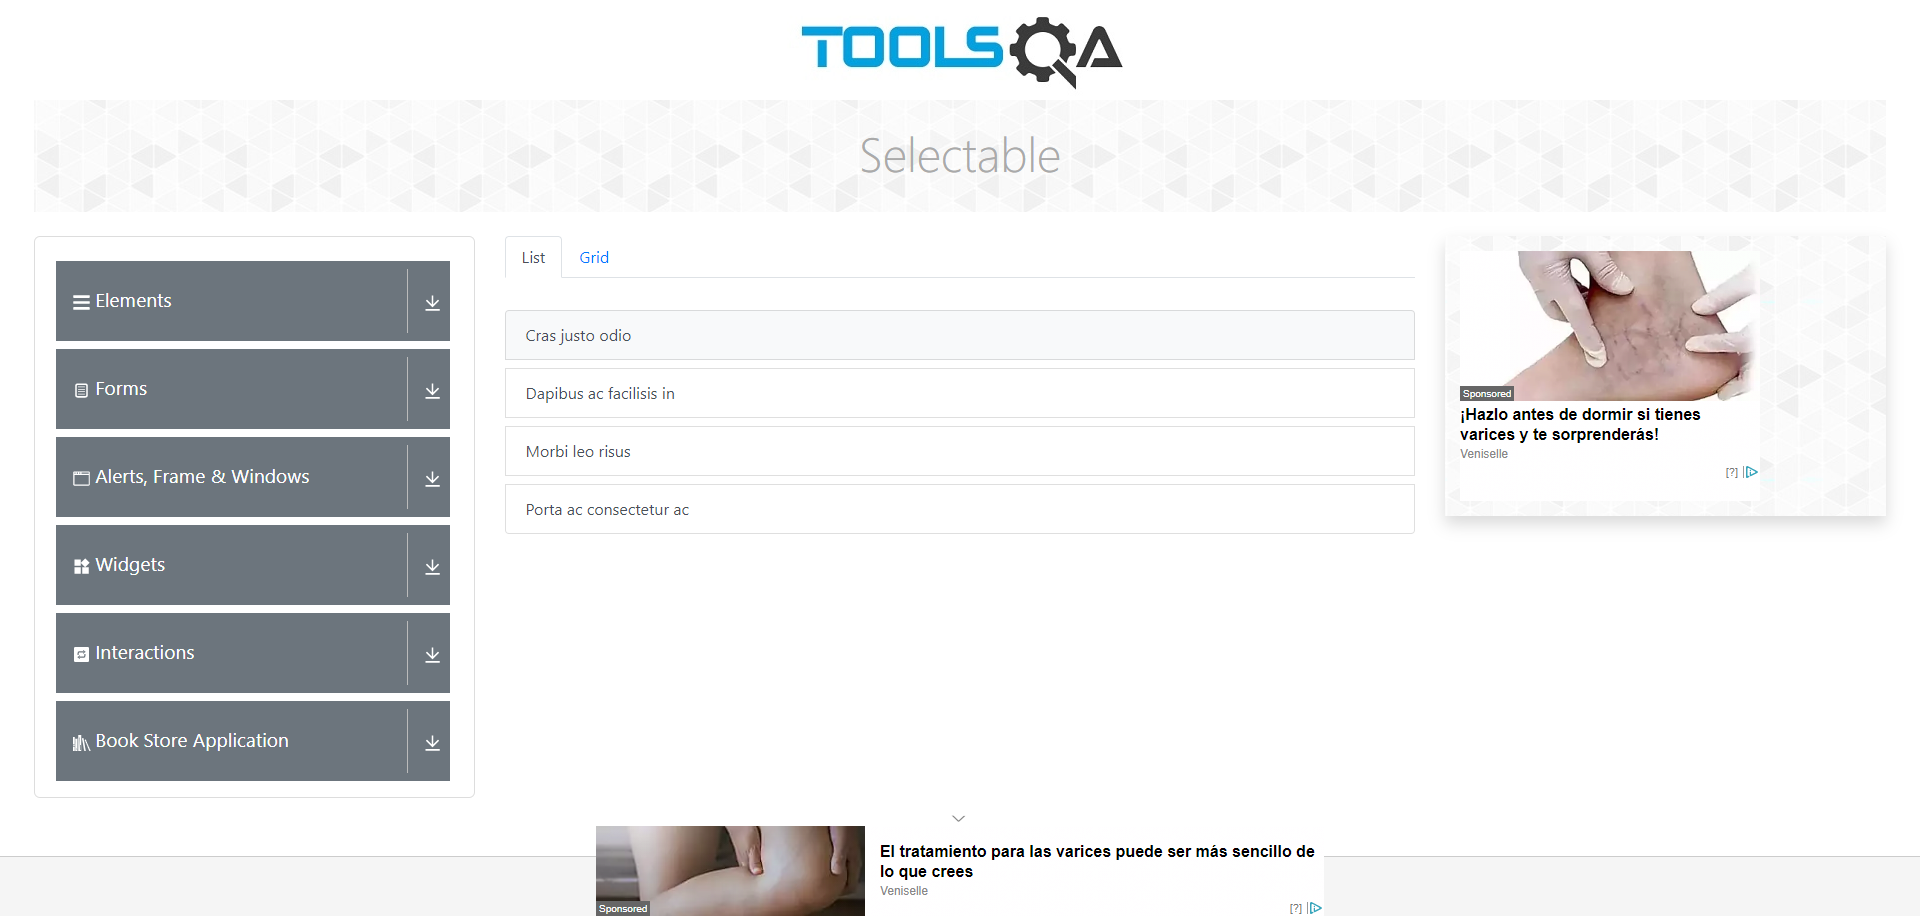 TOOLSQA
Selectable
Elements
Forms
Alerts, Frame & Windows
Widgets
Interactions
Book Store Application
List
Grid
Cras justo odio
Dapibus ac facilisis in
Morbi leo risus
Porta ac consectetur ac
Sponsored
¡Hazlo antes de dormir si tienes
varices y te sorprenderás!
Veniselle
[?]
El tratamiento para las varices puede ser más sencillo de
lo que crees
Veniselle
Sponsored
[?]